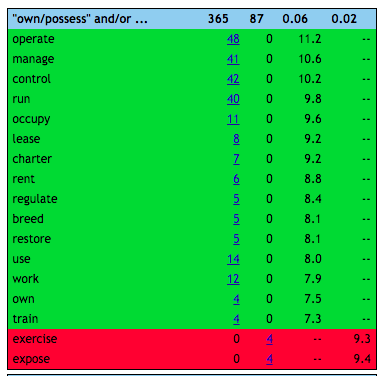 "own/possess" and/or ... 365 87 0.06 0.02
operate 48 0 11.2 --
manage 41 0 10.6 --
control 42 0 10.2 --
run 40 0 9.8 --
occupy 11 0 9.6 --
lease 8 0 9.2 --
charter 7 0 9.2 --
rent 6 0 8.8 --
regulate 5 0 8.4 --
breed 5 0 8.1 --
restore 5 0 8.1 --
use 14 0 8.0 --
work 12 0 7.9 --
own 4 0 7.5 --
train 4 0 7.3 --
exercise 0 4 -- 9.3
expose 0 4 -- 9.4